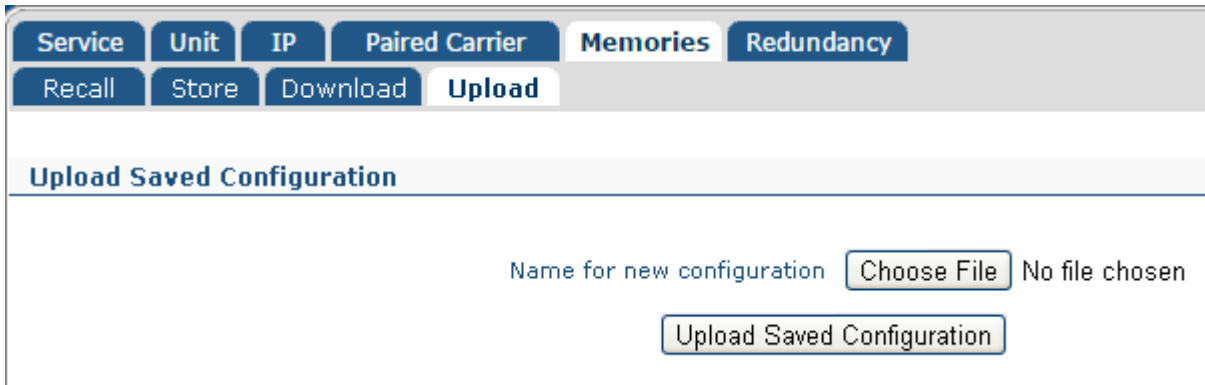 Service Unit IP Paired Carrier Memories Redundancy
Recall Store Download Upload
Upload Saved Configuration
Name for new configuration Choose File No file chosen
Upload Saved Configuration